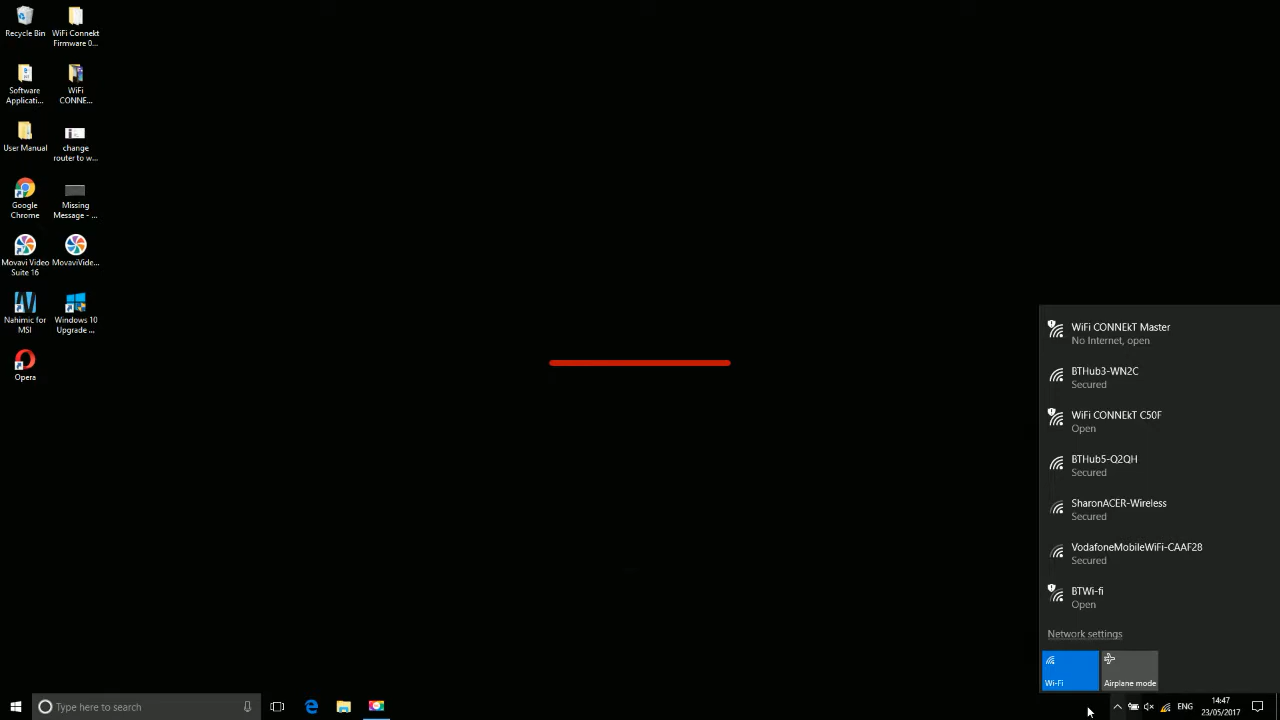 Recycle Bin
WiFi Connekt
Firmware 0...
Software
Applicati...
WiFi
CONNE...
User Manual
change
router to w...
Google
Chrome
Missing
Message - ...
Movavi Video
Suite 16
MovaviVide...
Nahimic for
MSI
Windows 10
Upgrade ...
Opera
WiFi CONNEkT Master
No Internet, open
BTHub3-WN2C
Secured
WiFi CONNEkT C50F
Open
BTHub5-Q2QH
Secured
SharonACER-Wireless
Secured
VodafoneMobileWiFi-CAAF28
Secured
BTWi-fi
Open
Network settings
Wi-Fi
Airplane mode
Type here to search
ENG
14:47
23/05/2017